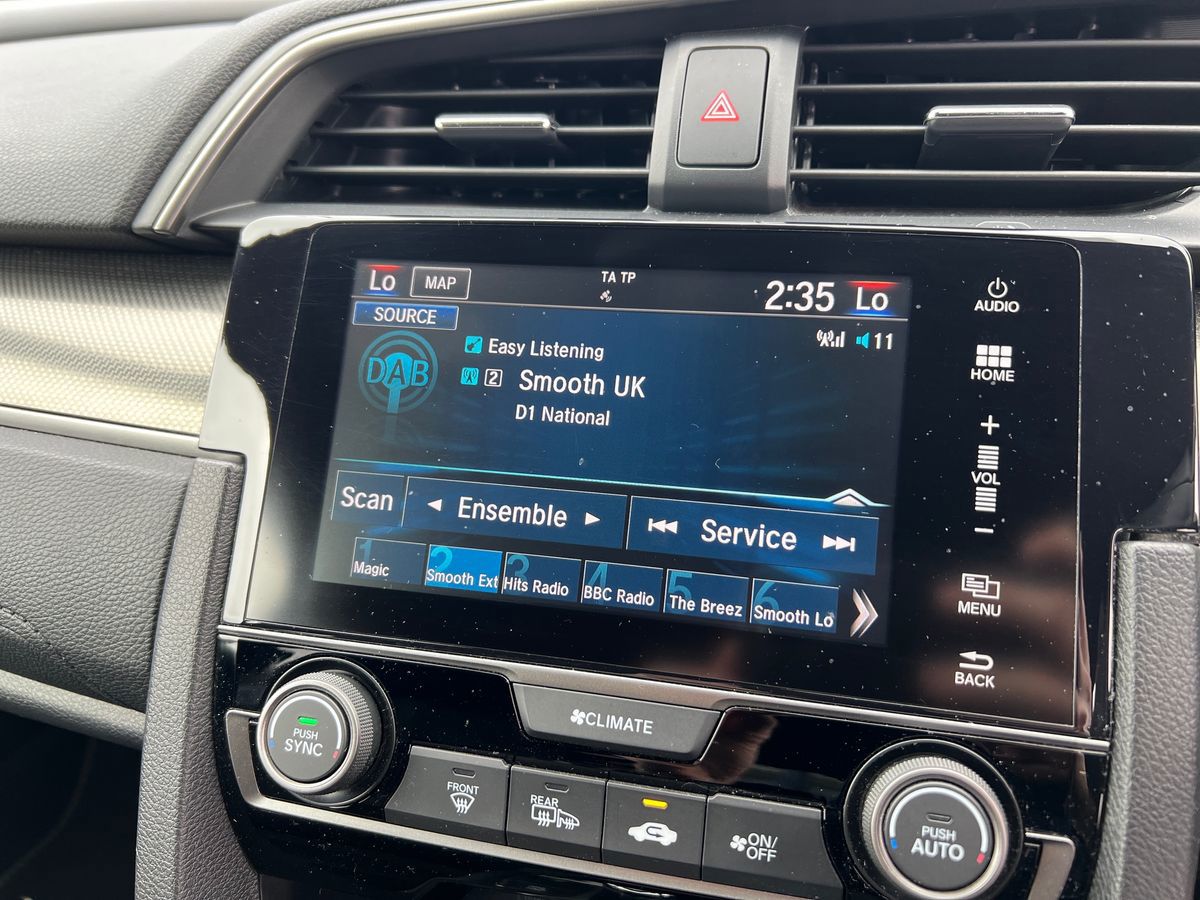 Lo MAP TA TP 2:35 Lo
SOURCE
11
DAB
Easy Listening
2 Smooth UK
D1 National
Scan Ensemble Service
1 Magic
2 Smooth Ext
3 Hits Radio
4 BBC Radio
5 The Breez
6 Smooth Lo
AUDIO
HOME
+
VOL
-
MENU
BACK
CLIMATE
PUSH
SYNC
FRONT
REAR
ON/
OFF
PUSH
AUTO